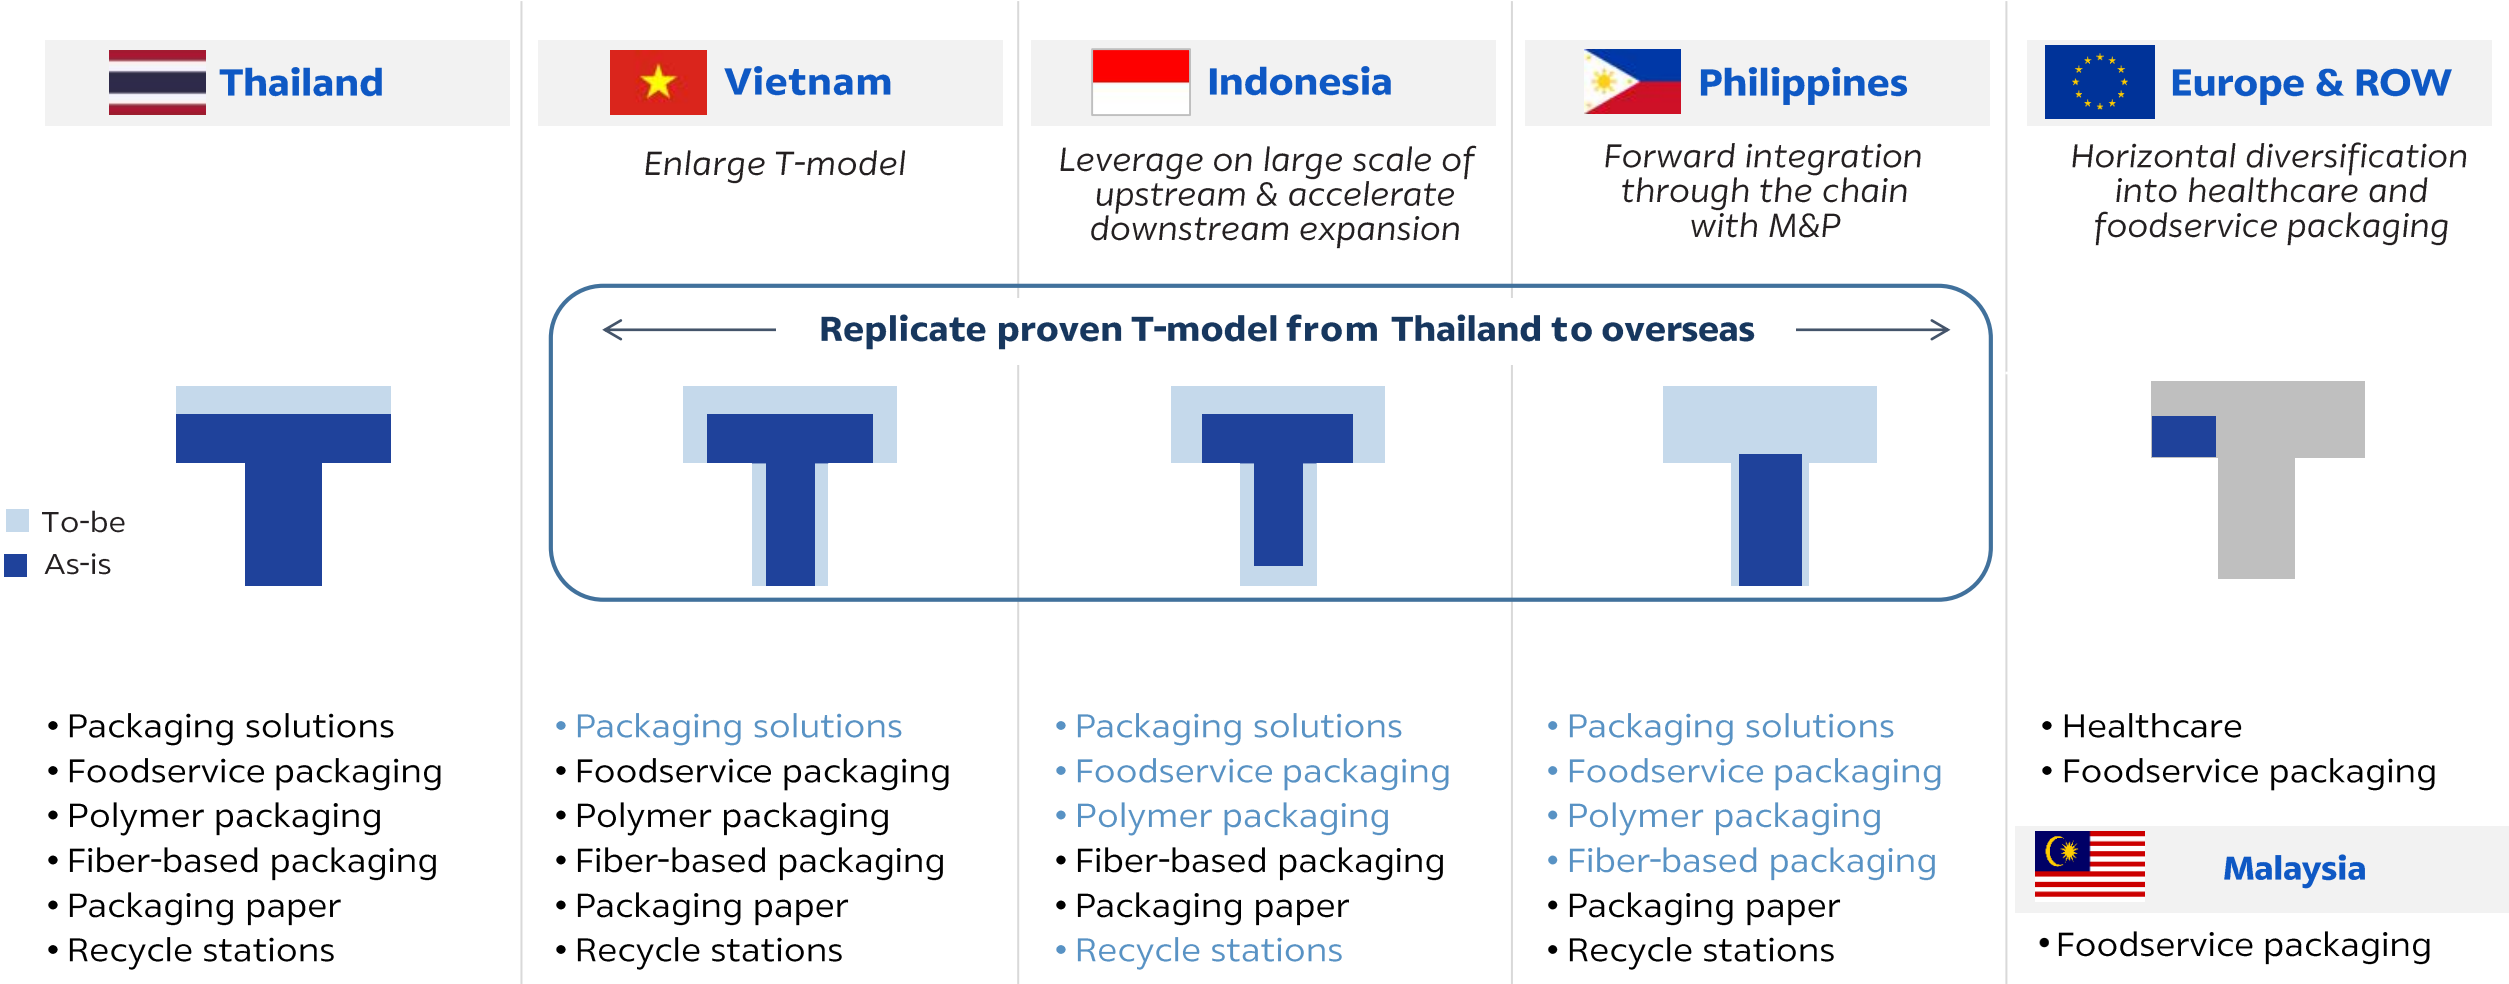 Thailand
Vietnam
Enlarge T-model
Indonesia
Leverage on large scale of
upstream & accelerate
downstream expansion
Philippines
Forward integration
through the chain
with M&P
Europe & ROW
Horizontal diversification
into healthcare and
foodservice packaging
Replicate proven T-model from Thailand to overseas
To-be
As-is
• Packaging solutions
• Foodservice packaging
• Polymer packaging
• Fiber-based packaging
• Packaging paper
• Recycle stations
• Packaging solutions
• Foodservice packaging
• Polymer packaging
• Fiber-based packaging
• Packaging paper
• Recycle stations
• Packaging solutions
• Foodservice packaging
• Polymer packaging
• Fiber-based packaging
• Packaging paper
• Recycle stations
• Packaging solutions
• Foodservice packaging
• Polymer packaging
• Fiber-based packaging
• Packaging paper
• Recycle stations
• Healthcare
• Foodservice packaging
Malaysia
• Foodservice packaging